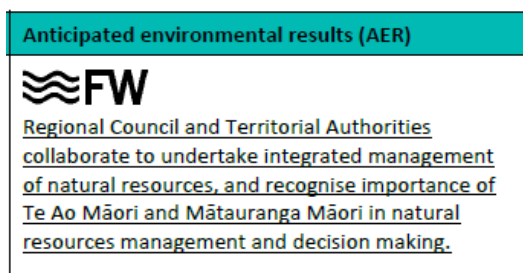 Anticipated environmental results (AER)
FW
Regional Council and Territorial Authorities
collaborate to undertake integrated management
of natural resources, and recognise importance of
Te Ao Māori and Mātauranga Māori in natural
resources management and decision making.